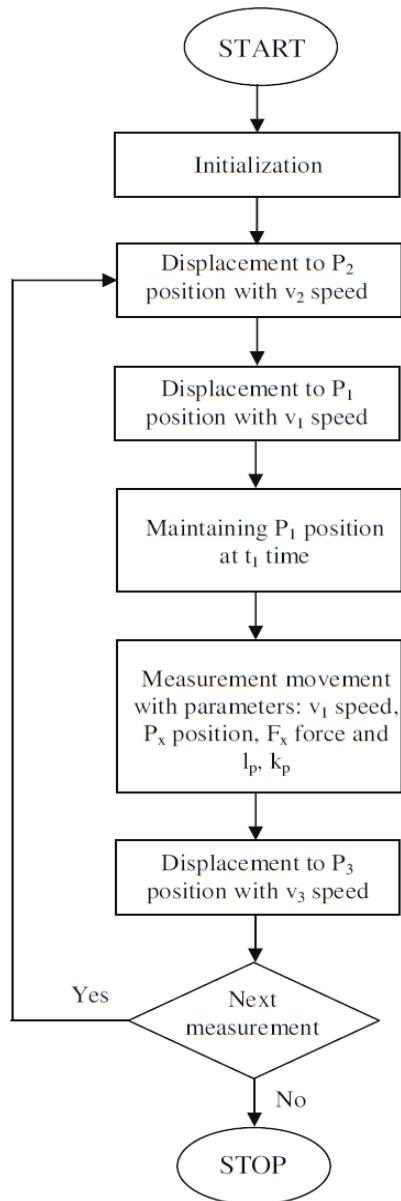 START
Initialization
Displacement to P₂
position with v₂ speed
Displacement to P₁
position with v₁ speed
Maintaining P₁ position
at t₁ time
Measurement movement
with parameters: v₁ speed,
Pₓ position, Fₓ force and
lₚ, kₚ
Displacement to P₃
position with v₃ speed
Yes
Next
measurement
No
STOP